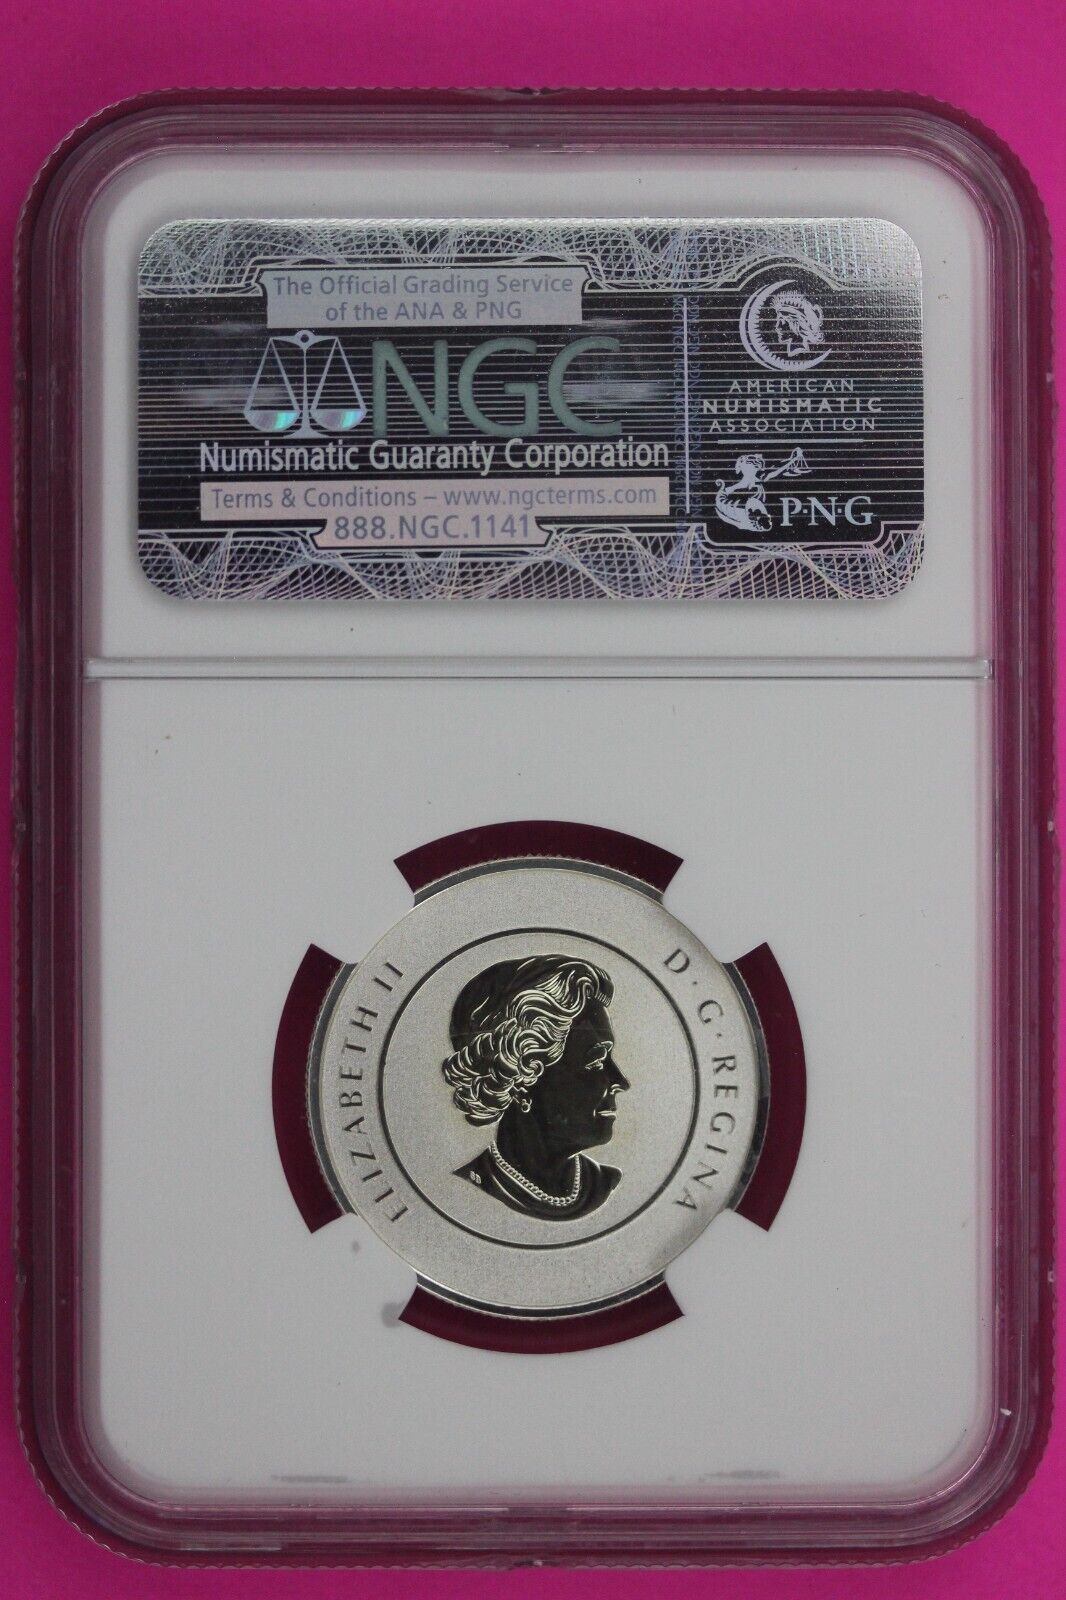 The Official Grading Service
of the ANA & PNG
NGC
Numismatic Guaranty Corporation
Terms & Conditions – www.ngcterms.com
888.NGC.1141
AMERICAN
NUMISMATIC
ASSOCIATION
P·N·G
ELIZABETH II
D·G·REGINA